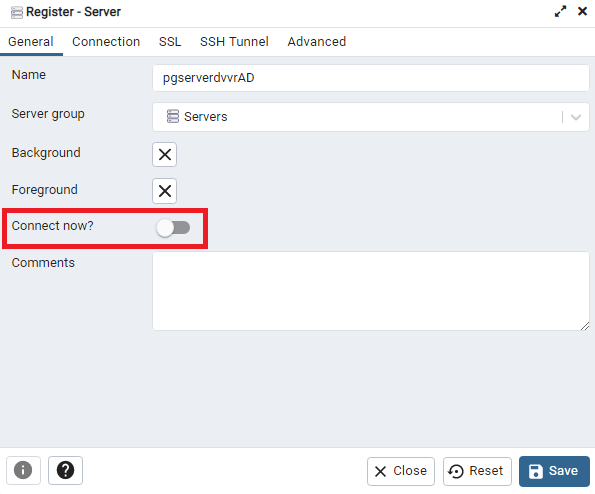 Register - Server
General Connection SSL SSH Tunnel Advanced
Name pgserverdvvrAD
Server group Servers
Background
Foreground
Connect now?
Comments
Close Reset Save